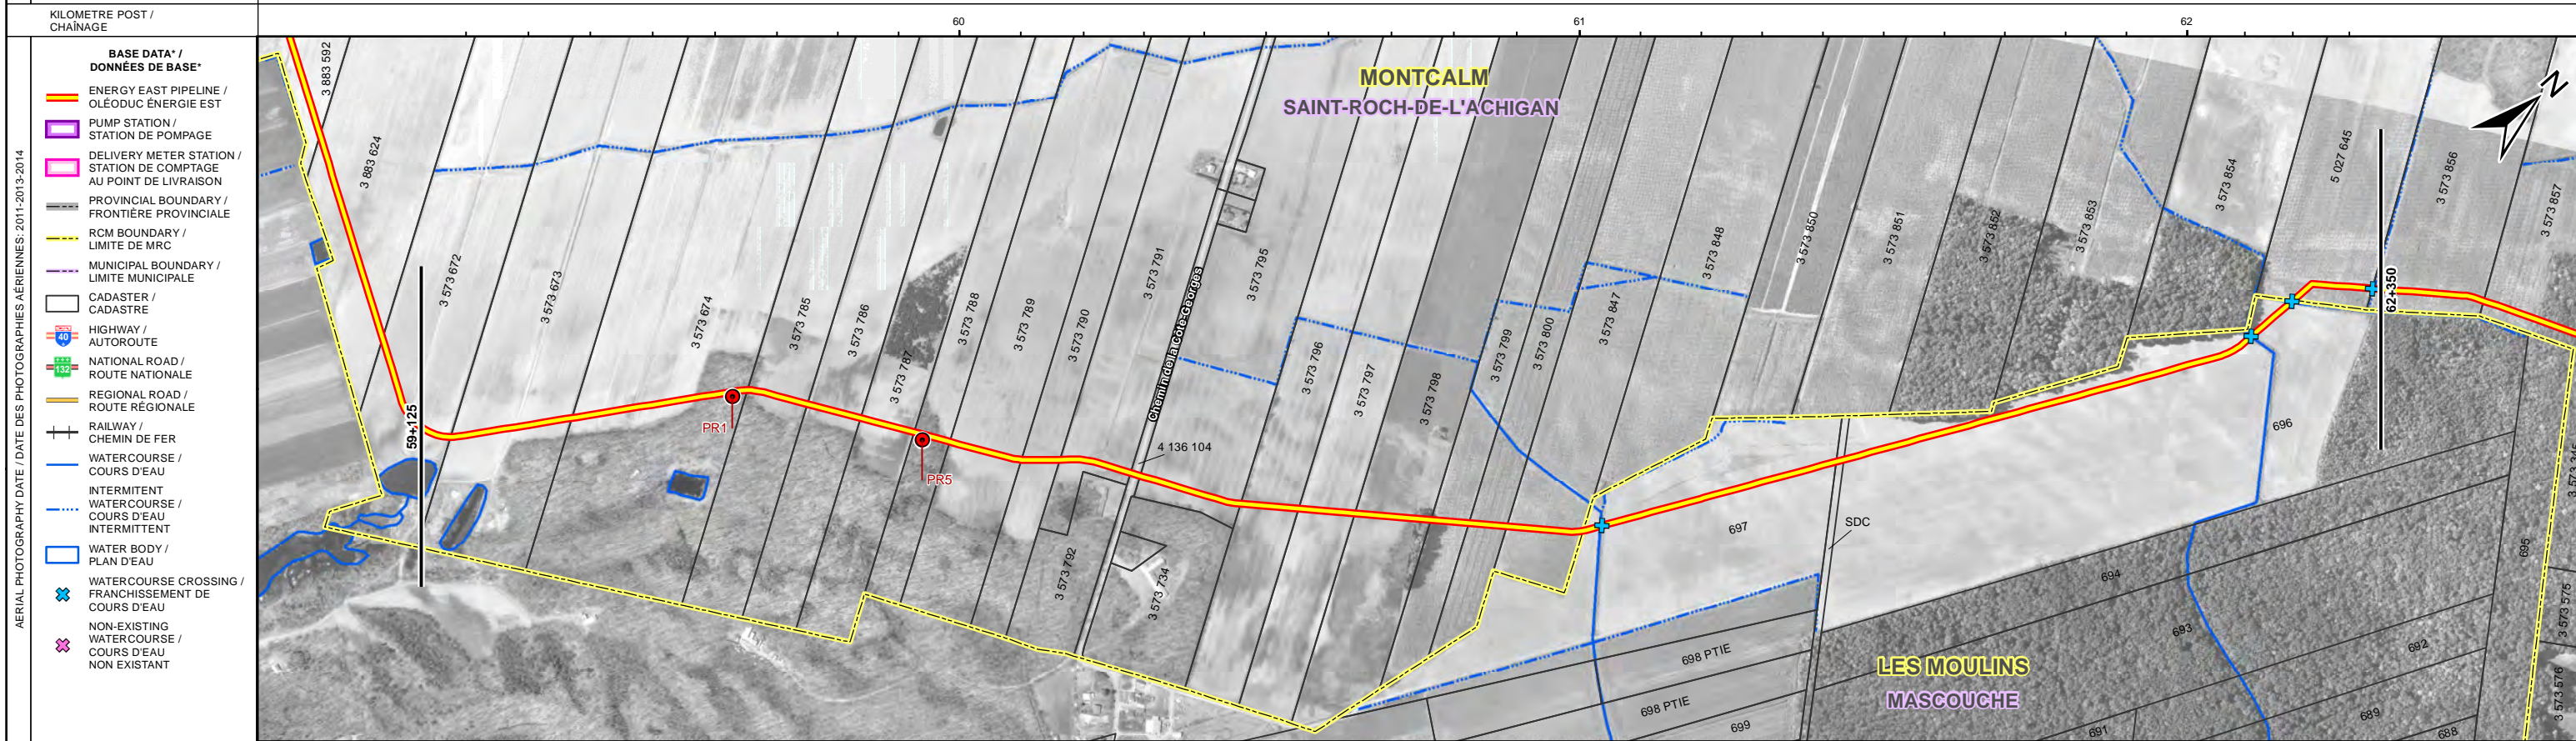 KILOMETRE POST /
CHAÎNAGE
60
61
62
AERIAL PHOTOGRAPHY DATE / DATE DES PHOTOGRAPHIES AÉRIENNES: 2011-2013-2014
BASE DATA* /
DONNÉES DE BASE*
ENERGY EAST PIPELINE /
OLÉODUC ÉNERGIE EST
PUMP STATION /
STATION DE POMPAGE
DELIVERY METER STATION /
STATION DE COMPTAGE
AU POINT DE LIVRAISON
PROVINCIAL BOUNDARY /
FRONTIÈRE PROVINCIALE
RCM BOUNDARY /
LIMITE DE MRC
MUNICIPAL BOUNDARY /
LIMITE MUNICIPALE
CADASTER /
CADASTRE
40
HIGHWAY /
AUTOROUTE
132
NATIONAL ROAD /
ROUTE NATIONALE
REGIONAL ROAD /
ROUTE RÉGIONALE
RAILWAY /
CHEMIN DE FER
WATERCOURSE /
COURS D'EAU
INTERMITENT
WATERCOURSE /
COURS D'EAU
INTERMITTENT
WATER BODY /
PLAN D'EAU
WATERCOURSE CROSSING /
FRANCHISSEMENT DE
COURS D'EAU
NON-EXISTING
WATERCOURSE /
COURS D'EAU
NON EXISTANT
MONTCALM
SAINT-ROCH-DE-L'ACHIGAN
N
3 883 592
3 883 624
3 573 672
3 573 673
3 573 674
3 573 785
3 573 786
3 573 787
3 573 788
3 573 789
3 573 790
3 573 791
Chemin de la Côte-Georges
3 573 795
3 573 796
3 573 797
3 573 798
3 573 799
3 573 800
3 573 847
3 573 848
3 573 850
3 573 851
3 573 852
3 573 853
3 573 854
5 027 645
3 573 856
3 573 857
59+125
62+350
PR1
PR5
4 136 104
3 573 792
3 573 734
697
SDC
696
695
694
693
692
691
689
688
698 PTIE
698 PTIE
699
3 573 575
3 573 576
LES MOULINS
MASCOUCHE